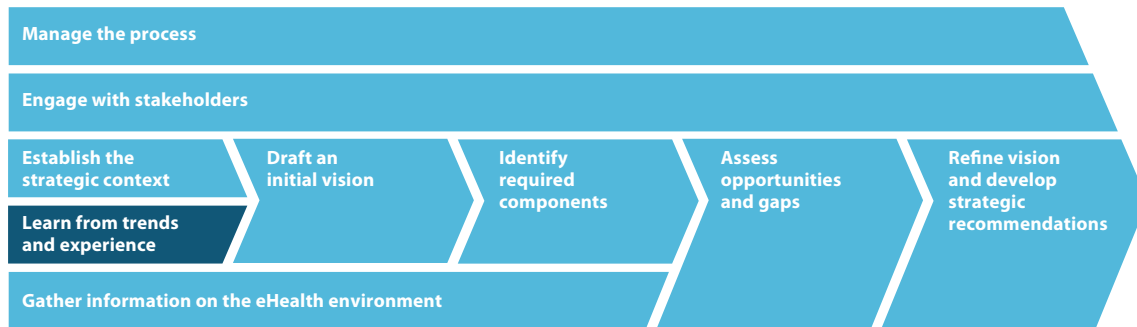 Manage the process
Engage with stakeholders
Establish the
strategic context
Learn from trends
and experience
Draft an
initial vision
Identify
required
components
Assess
opportunities
and gaps
Refine vision
and develop
strategic
recommendations
Gather information on the eHealth environment